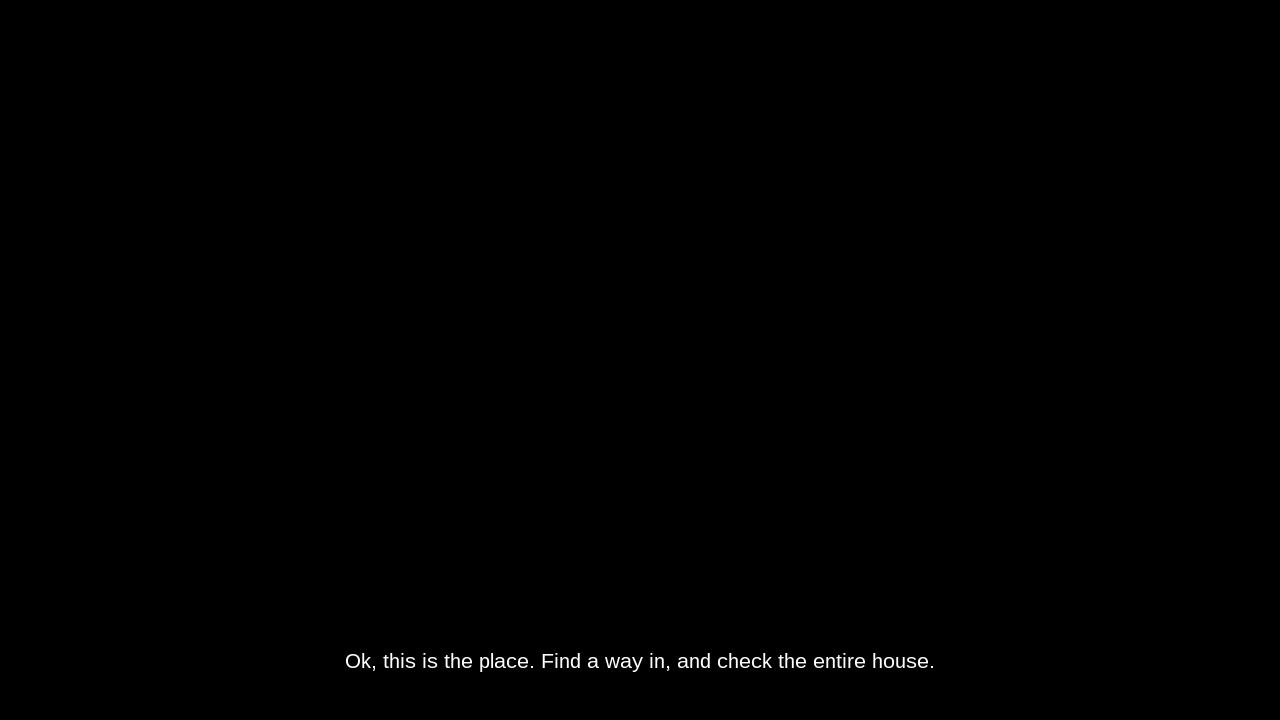 Ok, this is the place. Find a way in, and check the entire house.